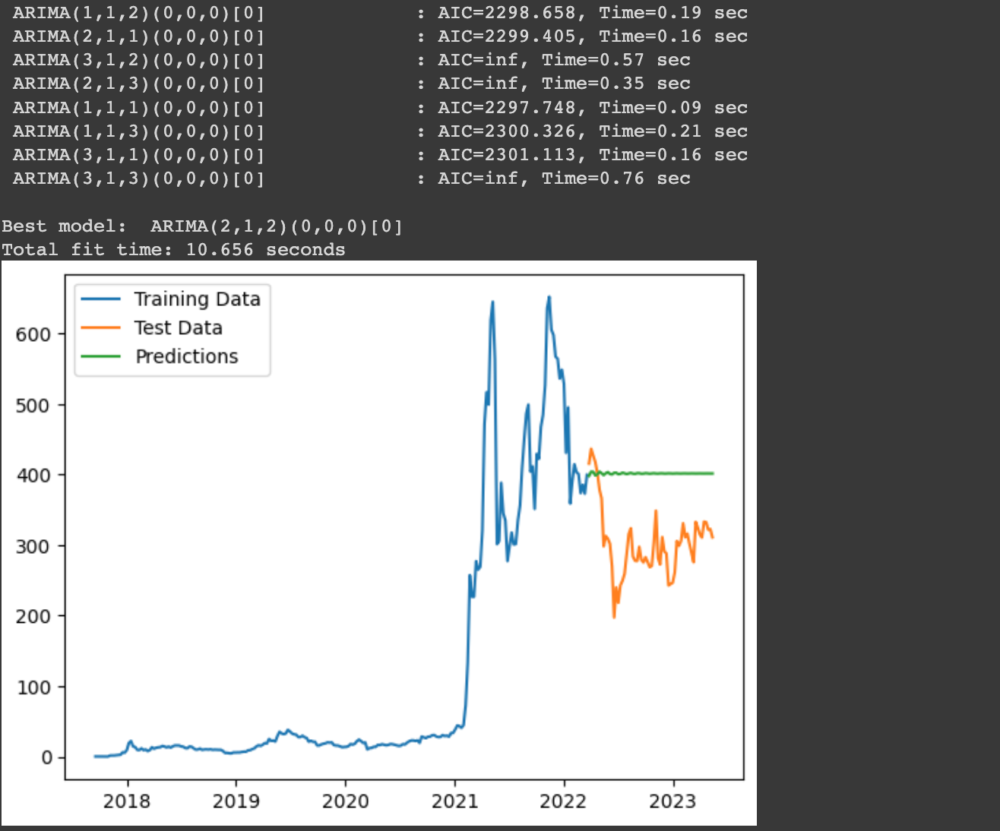 ARIMA(1,1,2)(0,0,0)[0]             : AIC=2298.658, Time=0.19 sec
ARIMA(2,1,1)(0,0,0)[0]             : AIC=2299.405, Time=0.16 sec
ARIMA(3,1,2)(0,0,0)[0]             : AIC=inf, Time=0.57 sec
ARIMA(2,1,3)(0,0,0)[0]             : AIC=inf, Time=0.35 sec
ARIMA(1,1,1)(0,0,0)[0]             : AIC=2297.748, Time=0.09 sec
ARIMA(1,1,3)(0,0,0)[0]             : AIC=2300.326, Time=0.21 sec
ARIMA(3,1,1)(0,0,0)[0]             : AIC=2301.113, Time=0.16 sec
ARIMA(3,1,3)(0,0,0)[0]             : AIC=inf, Time=0.76 sec
Best model:  ARIMA(2,1,2)(0,0,0)[0]
Total fit time: 10.656 seconds
Training Data
Test Data
Predictions
600
500
400
300
200
100
0
2018 2019 2020 2021 2022 2023